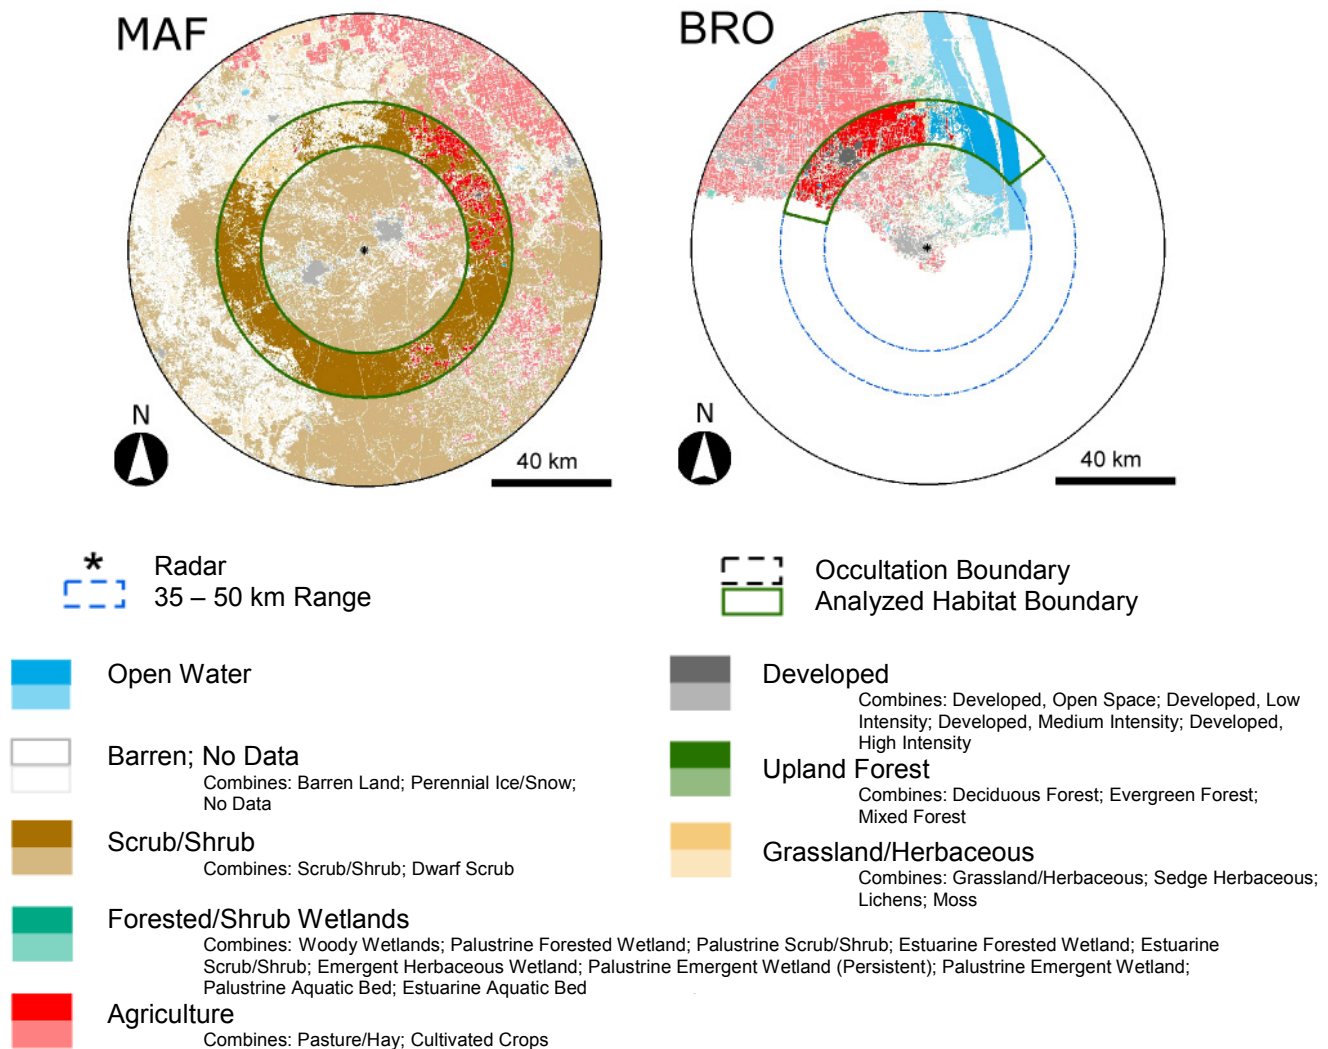 MAF
BRO
N
40 km
N
40 km
* Radar
35 – 50 km Range
Occultation Boundary
Analyzed Habitat Boundary
Open Water
Barren; No Data
Combines: Barren Land; Perennial Ice/Snow;
No Data
Scrub/Shrub
Combines: Scrub/Shrub; Dwarf Scrub
Developed
Combines: Developed, Open Space; Developed, Low
Intensity; Developed, Medium Intensity; Developed,
High Intensity
Upland Forest
Combines: Deciduous Forest; Evergreen Forest;
Mixed Forest
Grassland/Herbaceous
Combines: Grassland/Herbaceous; Sedge Herbaceous;
Lichens; Moss
Forested/Shrub Wetlands
Combines: Woody Wetlands; Palustrine Forested Wetland; Palustrine Scrub/Shrub; Estuarine Forested Wetland; Estuarine
Scrub/Shrub; Emergent Herbaceous Wetland; Palustrine Emergent Wetland (Persistent); Palustrine Emergent Wetland;
Palustrine Aquatic Bed; Estuarine Aquatic Bed
Agriculture
Combines: Pasture/Hay; Cultivated Crops